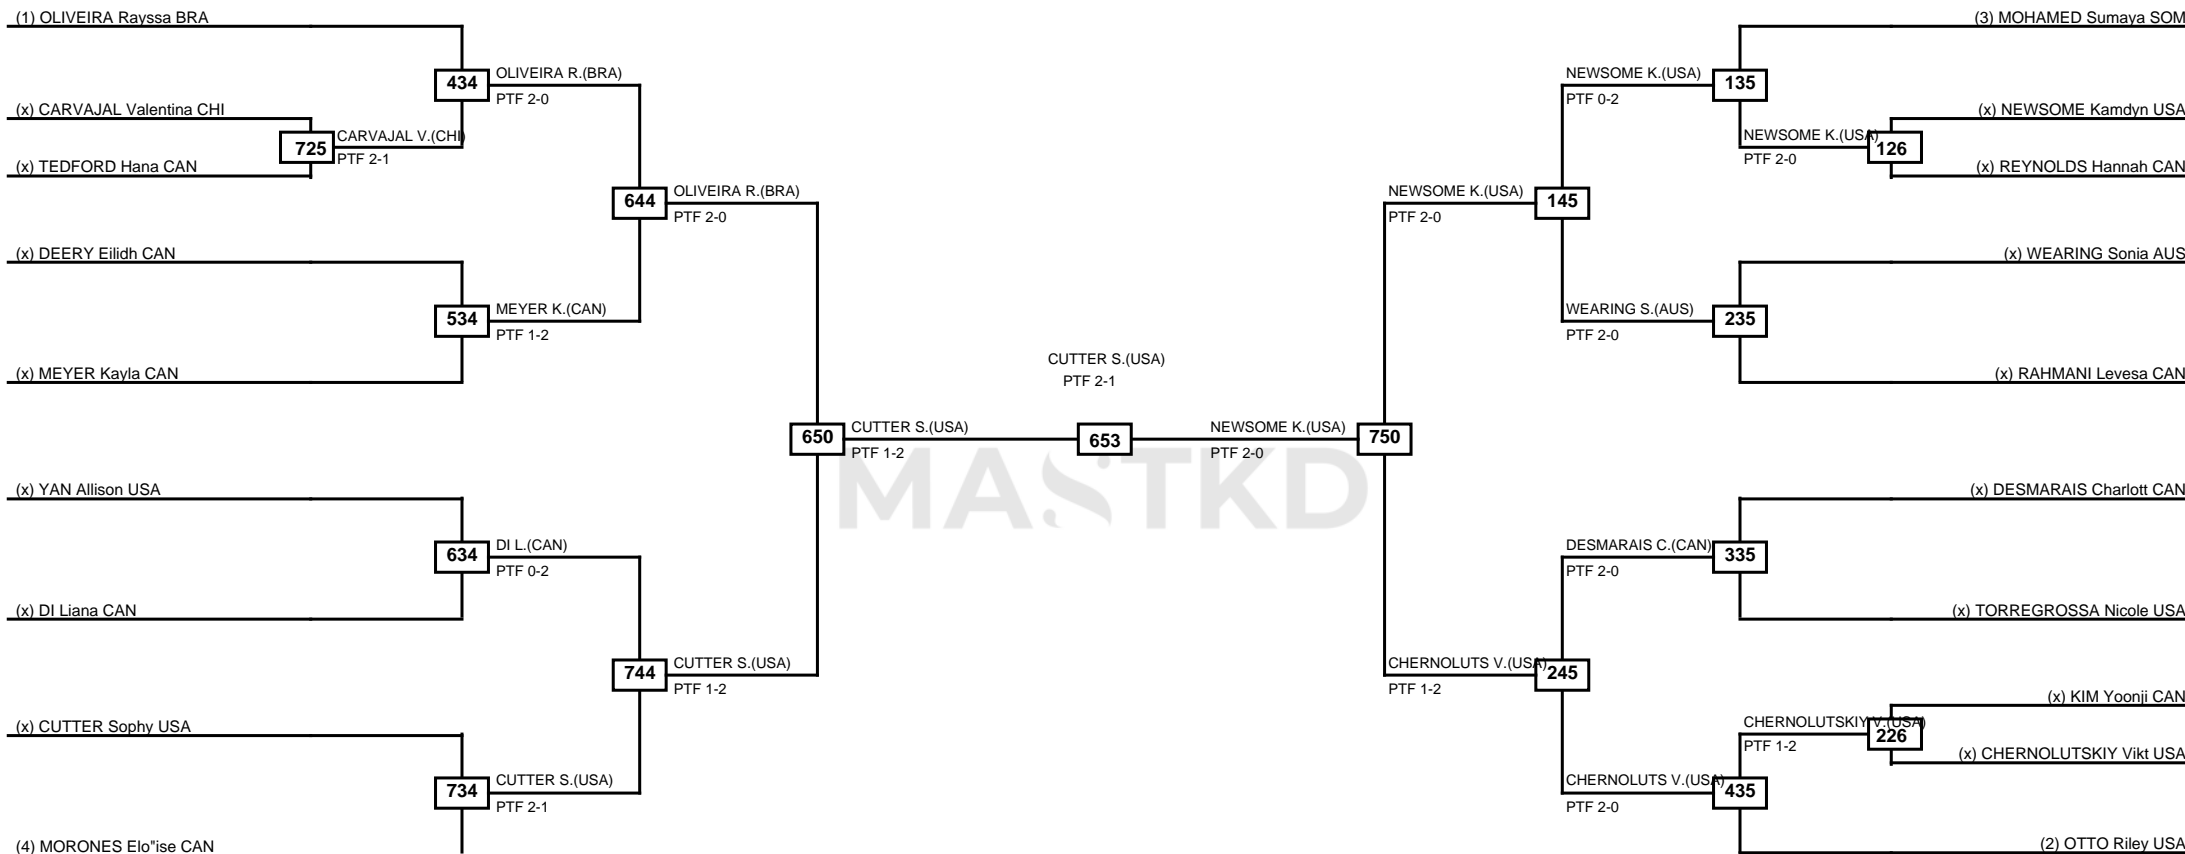 (1) OLIVEIRA Rayssa BRA
(3) MOHAMED Sumaya SOM
434
OLIVEIRA R.(BRA)
PTF 2-0
NEWSOME K.(USA)
PTF 0-2
135
(x) CARVAJAL Valentina CHI
(x) NEWSOME Kamdyn USA
725
CARVAJAL V.(CHI)
PTF 2-1
NEWSOME K.(USA)
PTF 2-0
126
(x) TEDFORD Hana CAN
(x) REYNOLDS Hannah CAN
644
OLIVEIRA R.(BRA)
PTF 2-0
NEWSOME K.(USA)
PTF 2-0
145
(x) DEERY Eilidh CAN
(x) WEARING Sonia AUS
534
MEYER K.(CAN)
PTF 1-2
WEARING S.(AUS)
PTF 2-0
235
(x) MEYER Kayla CAN
CUTTER S.(USA)
PTF 2-1
(x) RAHMANI Levesa CAN
650
CUTTER S.(USA)
PTF 1-2
653
NEWSOME K.(USA)
PTF 2-0
750
MASTKD
(x) YAN Allison USA
(x) DESMARAIS Charlott CAN
634
DI L.(CAN)
PTF 0-2
DESMARAIS C.(CAN)
PTF 2-0
335
(x) DI Liana CAN
(x) TORREGROSSA Nicole USA
744
CUTTER S.(USA)
PTF 1-2
CHERNOLUTS V.(USA)
PTF 1-2
245
(x) CUTTER Sophy USA
(x) KIM Yoonji CAN
CHERNOLUTSKIY V.(USA)
PTF 1-2
226
(x) CHERNOLUTSKIY Vikt USA
734
CUTTER S.(USA)
PTF 2-1
CHERNOLUTS V.(USA)
PTF 2-0
435
(4) MORONES Elo"ise CAN
(2) OTTO Riley USA